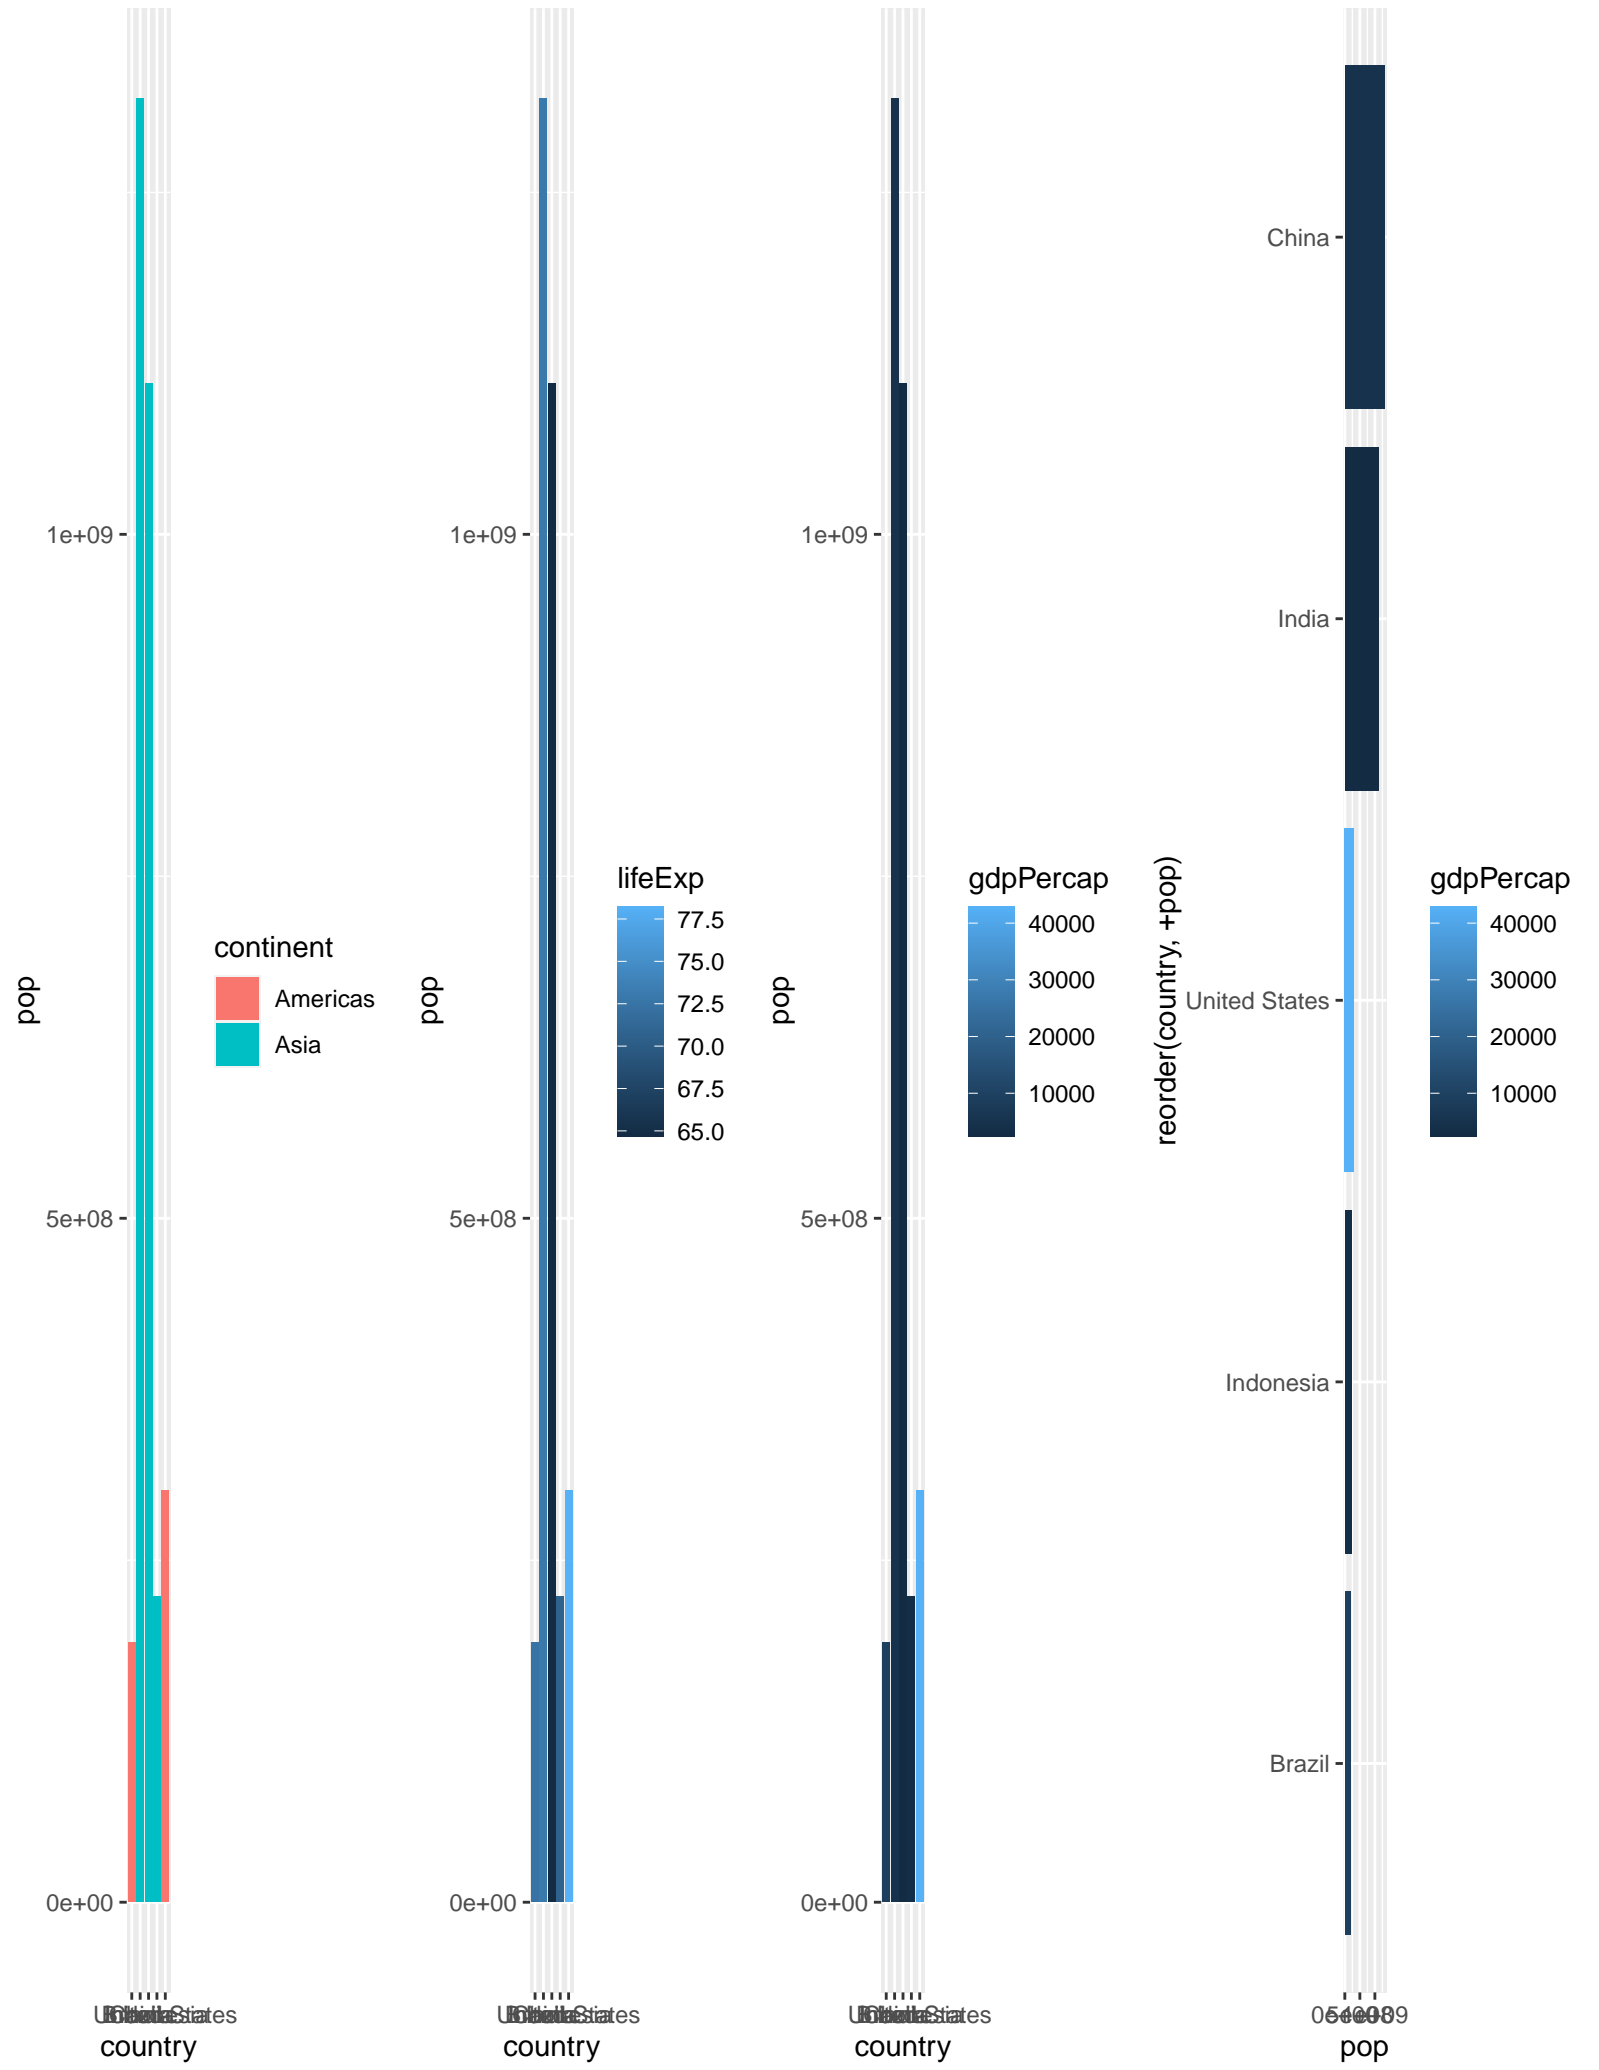 pop
1e+09
5e+08
0e+00
country
continent
Americas
Asia
pop
1e+09
5e+08
0e+00
country
lifeExp
77.5
75.0
72.5
70.0
67.5
65.0
pop
1e+09
5e+08
0e+00
country
gdpPercap
40000
30000
20000
10000
reorder(country, +pop)
China
India
United States
Indonesia
Brazil
pop
gdpPercap
40000
30000
20000
10000